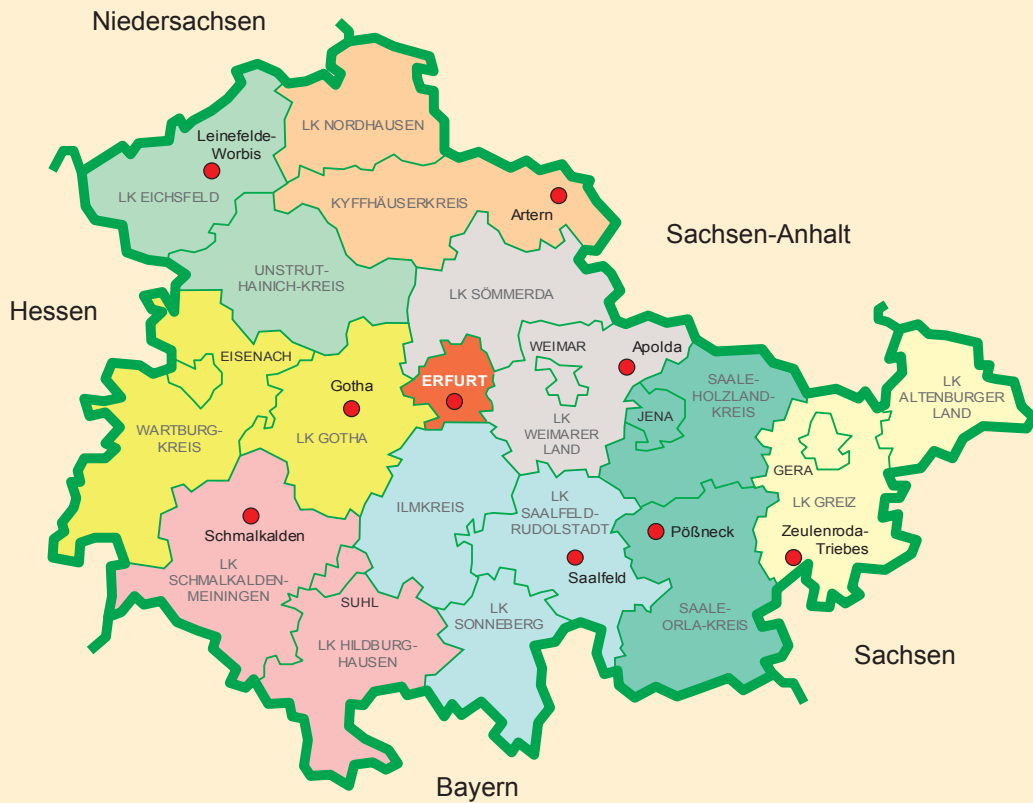 Niedersachsen
LK NORDHAUSEN
Leinefelde-
Worbis
LK EICHSFELD
KYFFHÄUSERKREIS
Artern
Sachsen-Anhalt
UNSTRUT-
HAINICH-KREIS
LK SÖMMERDA
Hessen
EISENACH
WEIMAR
Apolda
Gotha
ERFURT
SAALE-
HOLZLAND-
KREIS
LK
ALTENBURGER
LAND
WARTBURG-
KREIS
LK GOTHA
LK
WEIMARER
LAND
JENA
GERA
LK GREIZ
ILMKREIS
LK
SAALFELD-
RUDOLSTADT
Schmalkalden
Pößneck
Zeulenroda-
Triebes
LK
SCHMALKALDEN-
MEININGEN
Saalfeld
SUHL
LK
SONNEBERG
SAALE-
ORLA-KREIS
LK HILDBURG-
HAUSEN
Sachsen
Bayern